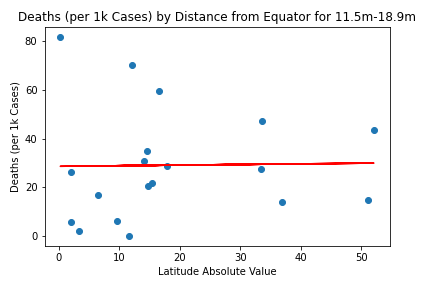 Deaths (per 1k Cases) by Distance from Equator for 11.5m-18.9m
80
60
40
20
0
Deaths (per 1k Cases)
0 10 20 30 40 50
Latitude Absolute Value